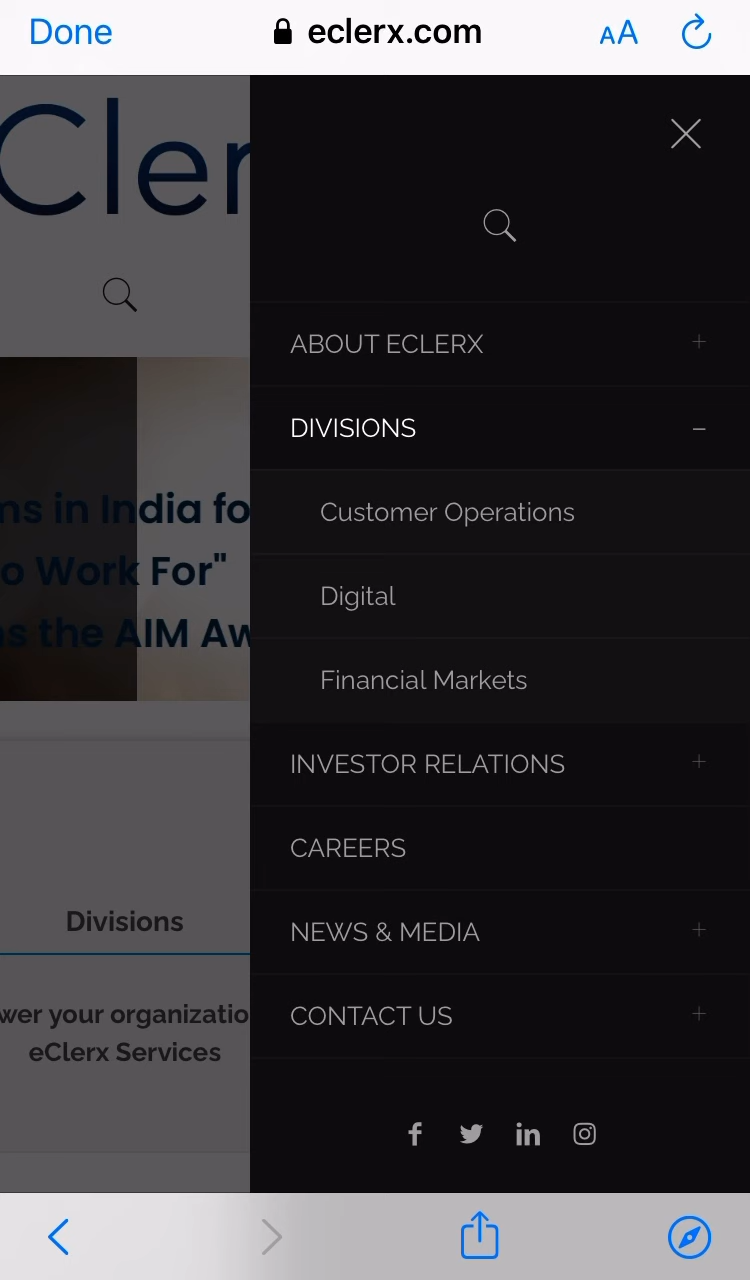 Done
eclerx.com
AA
Cler
ABOUT ECLERX
DIVISIONS
Customer Operations
Digital
Financial Markets
INVESTOR RELATIONS
CAREERS
NEWS & MEDIA
CONTACT US
ns in India fo
o Work For"
s the AIM Aw
Divisions
wer your organizatio
eClerx Services